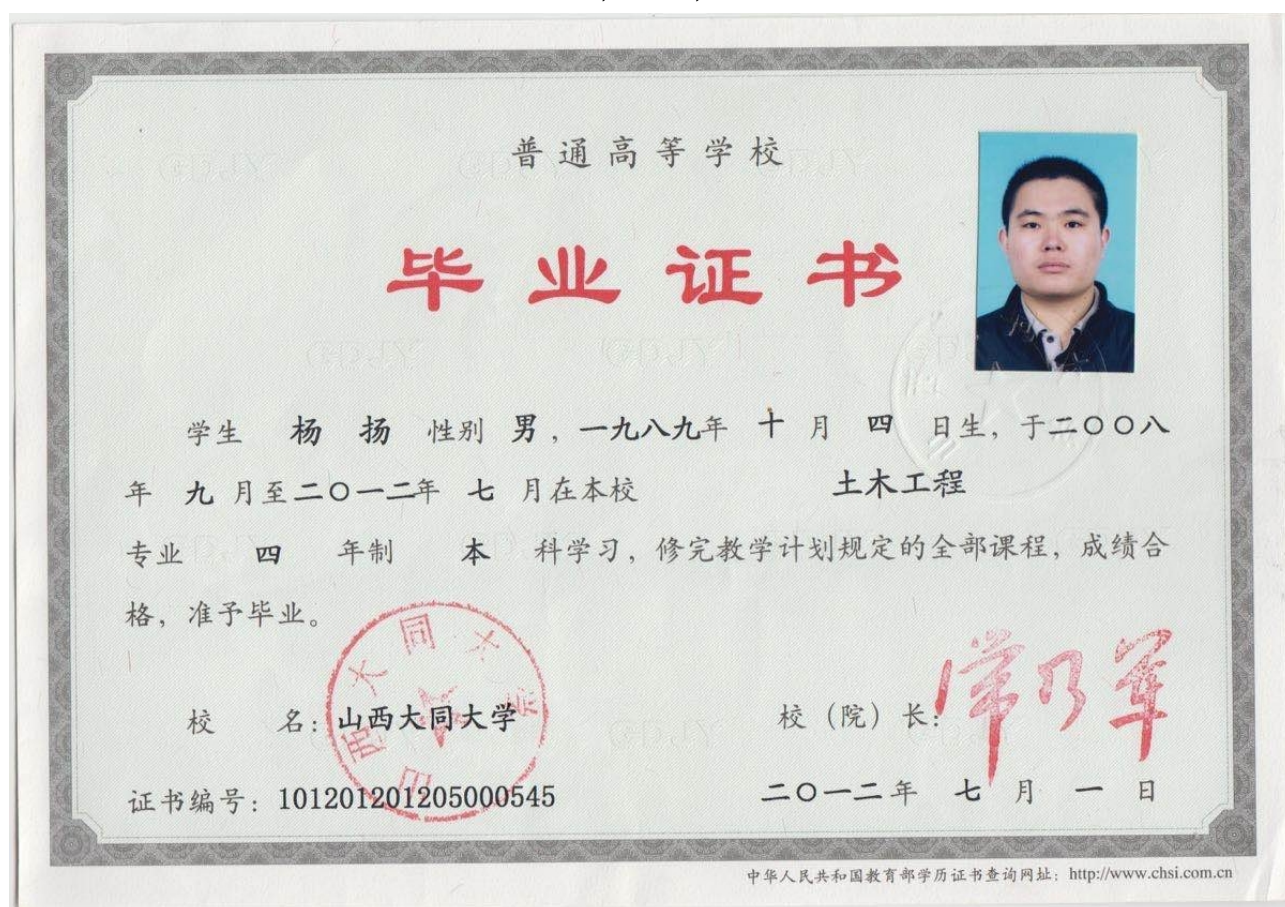 普通高等学校
毕业证书
学生 杨扬 性别 男，一九八九年 十 月 四 日生，于二〇〇八
年 九 月至二〇一二年 七 月在本校 土木工程
专业 四 年制 本 科学习，修完教学计划规定的全部课程，成绩合
格，准予毕业。
山西大同大学
校 名：山西大同大学 校（院）长：
证书编号：101201201205000545 二〇一二年 七 月 一 日
中华人民共和国教育部学历证书查询网址：http://www.chsi.com.cn